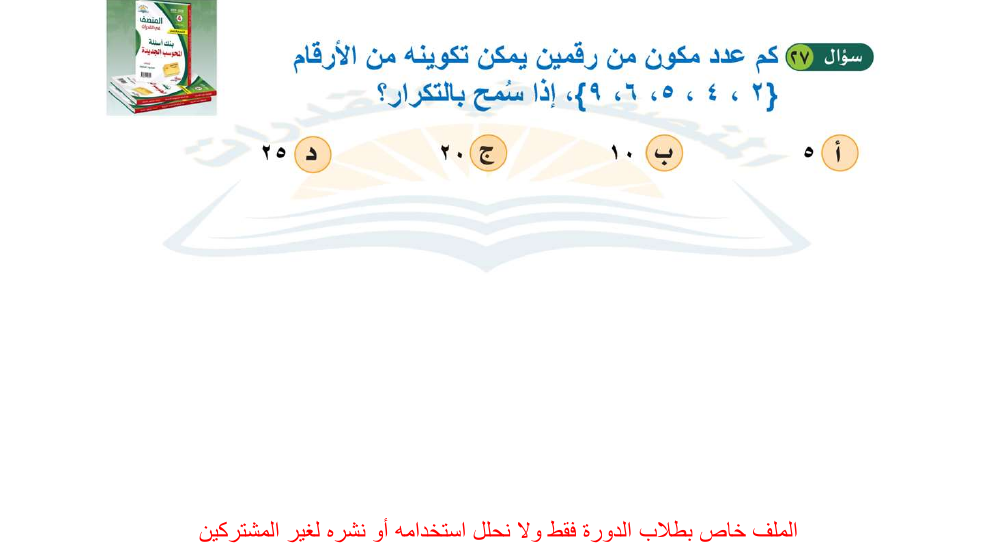 المنصف
في القدرات
بنك أسئلة
المحوسب الجديدة
سؤال ٢٧ كم عدد مكون من رقمين يمكن تكوينه من الأرقام
{٢ ، ٤ ، ٥، ٦، ٩}، إذا سُمح بالتكرار؟
أ ٥ ب ١٠ ج ٢٠ د ٢٥
الملف خاص بطلاب الدورة فقط ولا نحلل استخدامه أو نشره لغير المشتركين